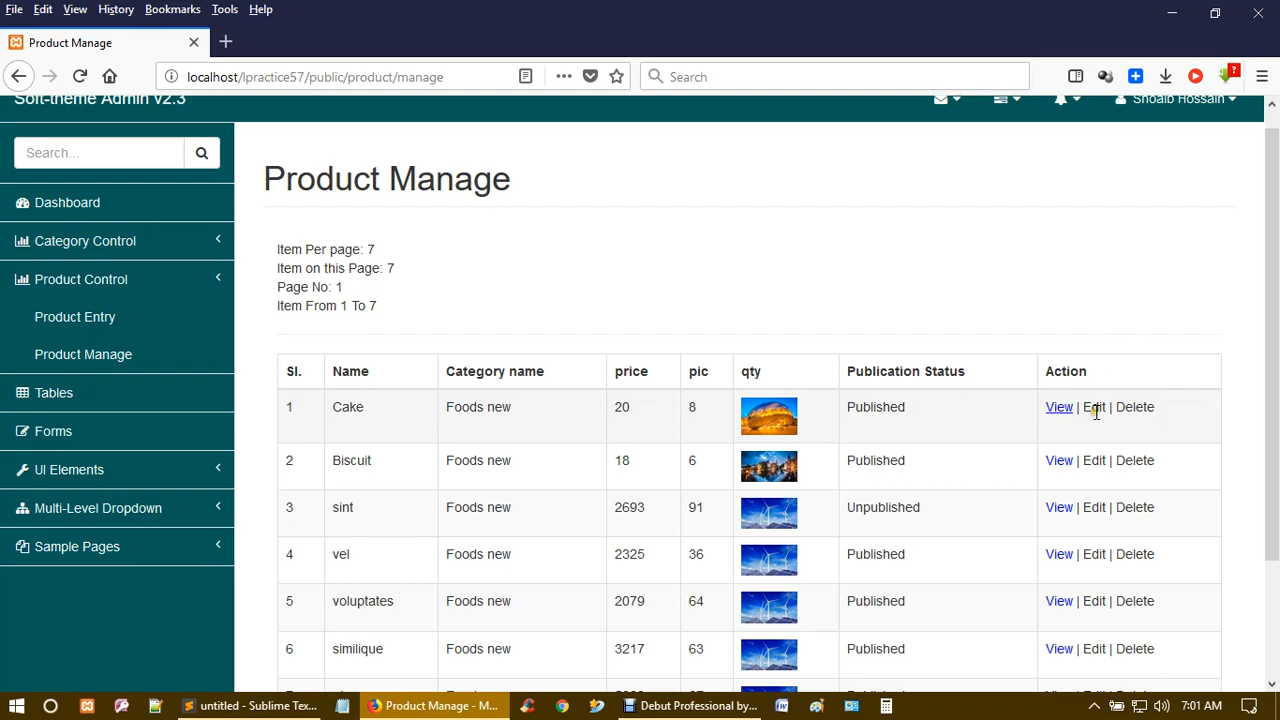 File Edit View History Bookmarks Tools Help
Product Manage
localhost/lpractice57/public/product/manage
Search
?
Soft-theme Admin v2.3
Shoaib Hossain
Search...
Dashboard
Category Control
Product Control
Product Entry
Product Manage
Tables
Forms
UI Elements
Multi-Level Dropdown
Sample Pages
Product Manage
Item Per page: 7
Item on this Page: 7
Page No: 1
Item From 1 To 7
Sl. Name Category name price pic qty Publication Status Action
1 Cake Foods new 20 8 Published View | Edit | Delete
2 Biscuit Foods new 18 6 Published View | Edit | Delete
3 sint Foods new 2693 91 Unpublished View | Edit | Delete
4 vel Foods new 2325 36 Published View | Edit | Delete
5 voluptates Foods new 2079 64 Published View | Edit | Delete
6 similique Foods new 3217 63 Published View | Edit | Delete
untitled - Sublime Tex...
Product Manage - M...
Debut Professional by...
7:01 AM